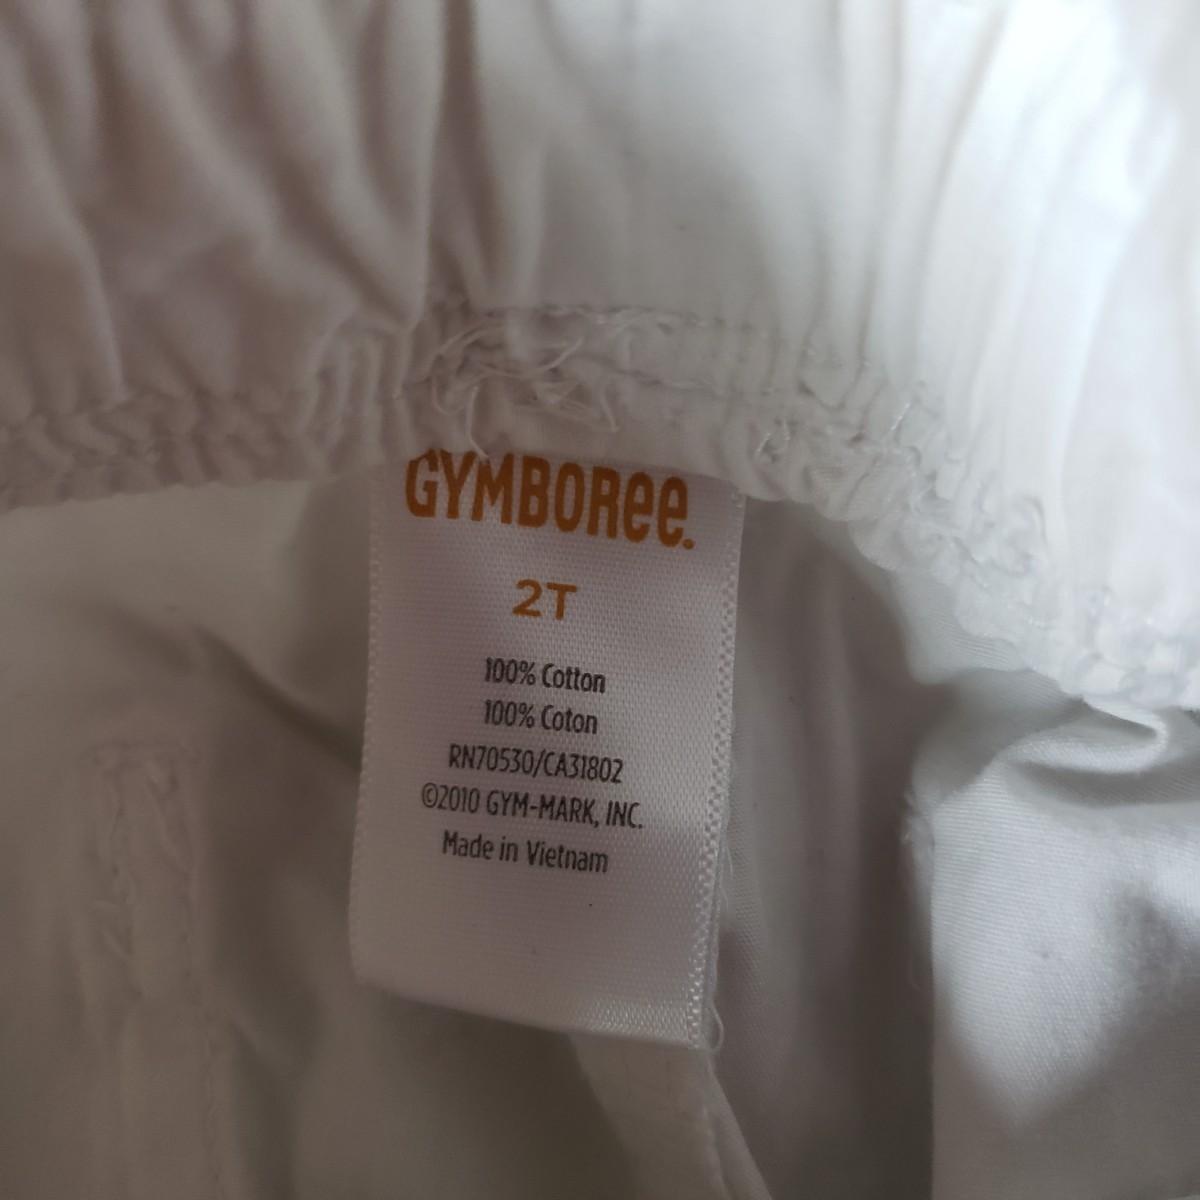 GYMBOREE.
2T
100% Cotton
100% Coton
RN70530/CA31802
©2010 GYM-MARK, INC.
Made in Vietnam